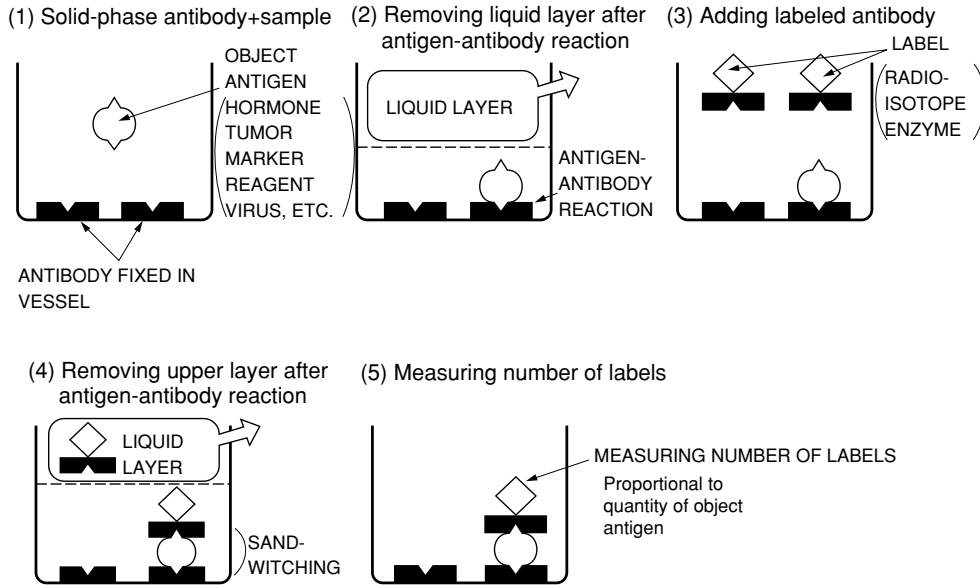 (1) Solid-phase antibody+sample
OBJECT
ANTIGEN
HORMONE
TUMOR
MARKER
REAGENT
VIRUS, ETC.
ANTIBODY FIXED IN
VESSEL
(2) Removing liquid layer after
antigen-antibody reaction
LIQUID LAYER
ANTIGEN-
ANTIBODY
REACTION
(3) Adding labeled antibody
LABEL
RADIO-
ISOTOPE
ENZYME
(4) Removing upper layer after
antigen-antibody reaction
LIQUID
LAYER
SAND-
WITCHING
(5) Measuring number of labels
MEASURING NUMBER OF LABELS
Proportional to
quantity of object
antigen